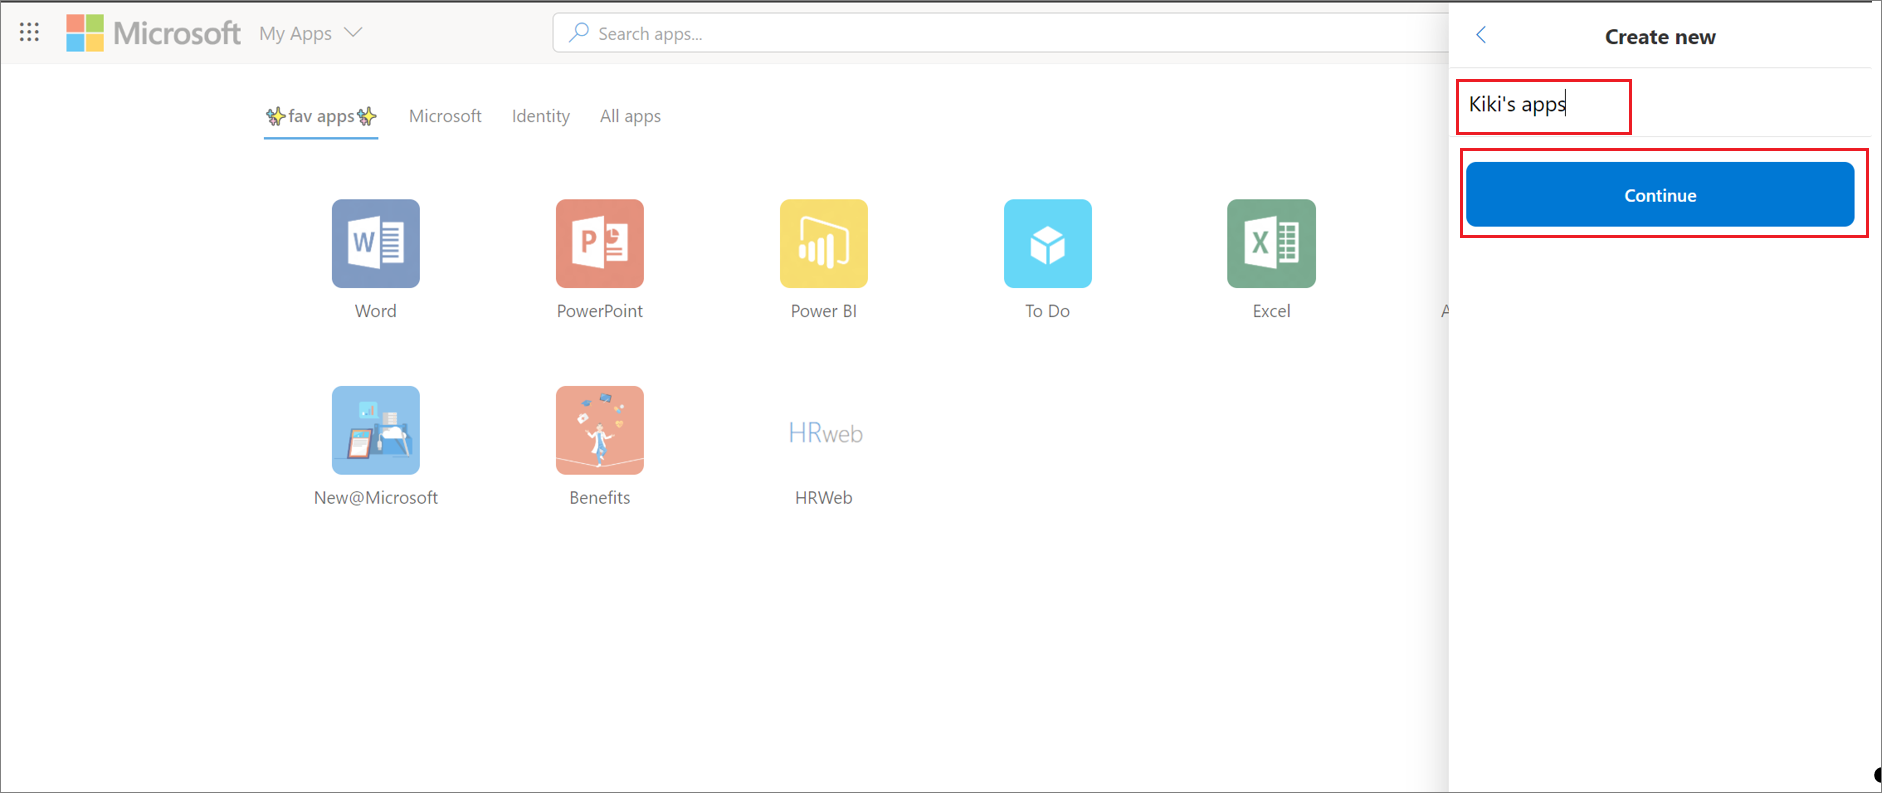 Microsoft My Apps
Search apps...
Create new
✨fav apps✨ Microsoft Identity All apps
Kiki's apps
Continue
Word PowerPoint Power BI To Do Excel A
HRweb
New@Microsoft Benefits HRWeb